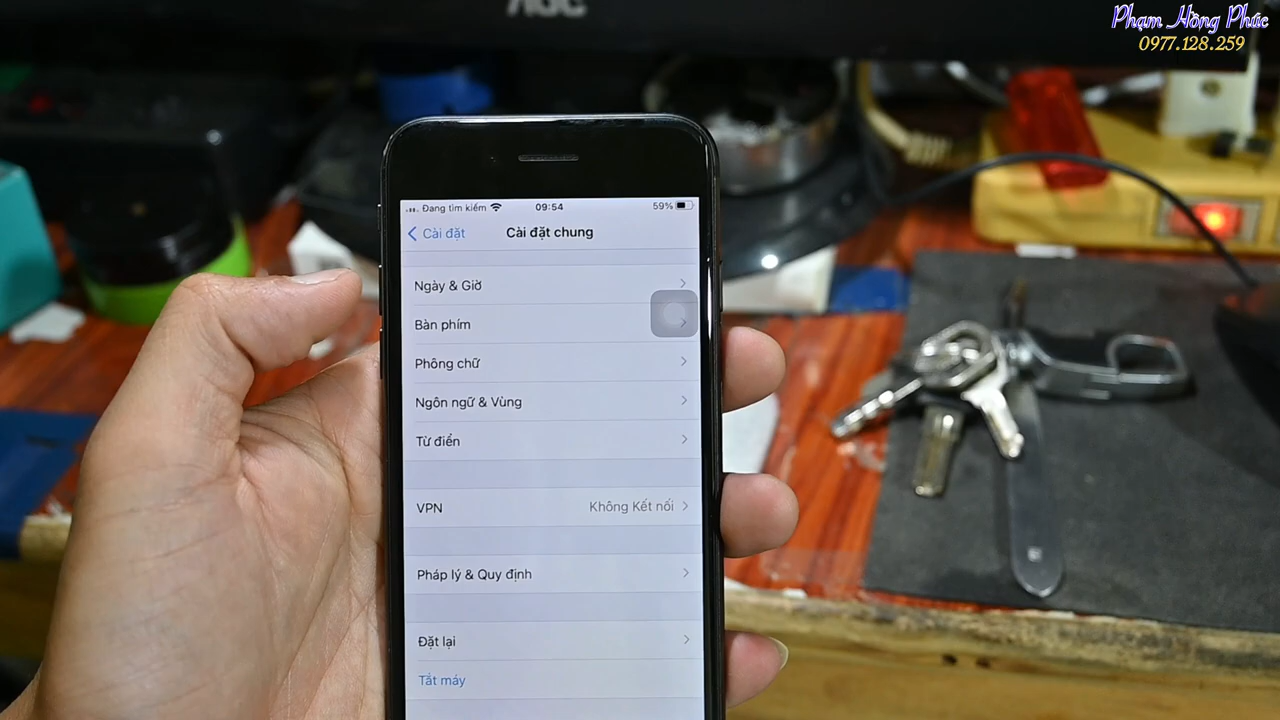 AOC
Phạm Hồng Phúc
0977.128.259
Đang tìm kiếm 09:54 59%
Cài đặt Cài đặt chung
Ngày & Giờ
Bàn phím
Phông chữ
Ngôn ngữ & Vùng
Từ điển
VPN Không Kết nối
Pháp lý & Quy định
Đặt lại
Tắt máy